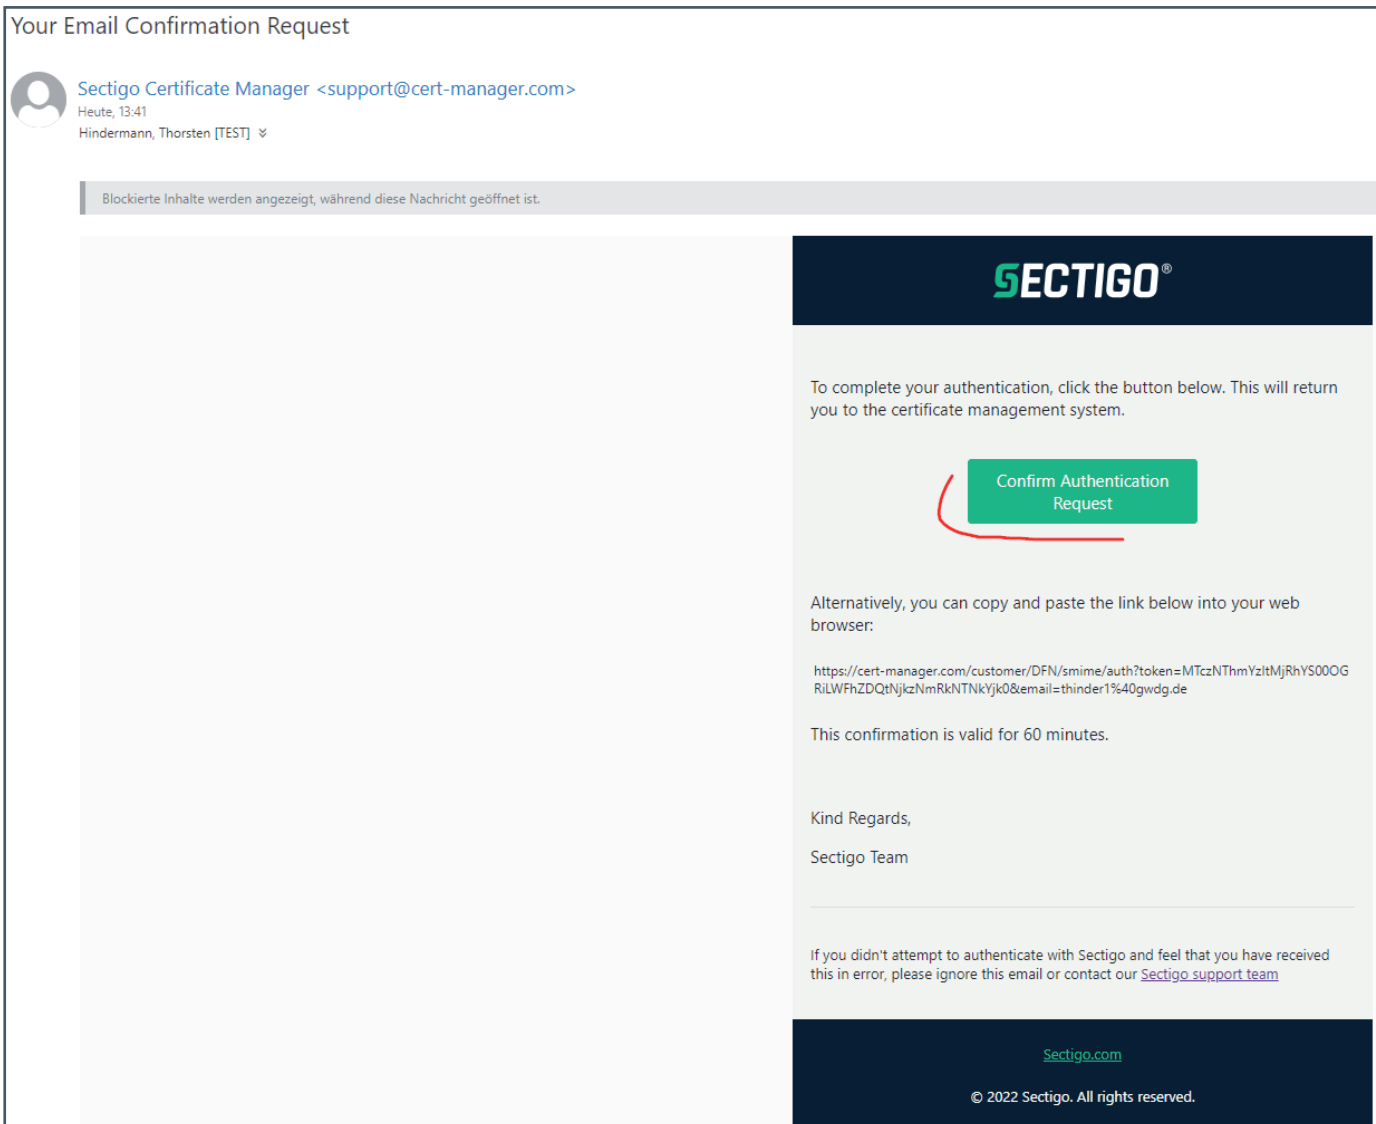 Your Email Confirmation Request
Sectigo Certificate Manager <support@cert-manager.com>
Heute, 13:41
Hindermann, Thorsten [TEST]
Blockierte Inhalte werden angezeigt, während diese Nachricht geöffnet ist.
SECTIGO®
To complete your authentication, click the button below. This will return
you to the certificate management system.
Confirm Authentication
Request
Alternatively, you can copy and paste the link below into your web
browser:
https://cert-manager.com/customer/DFN/smime/auth?token=MTczNThmYzltMjRhYS00OG
RiLWFhZDQtNjkzNmRkNTNkYjk0&email=thinder1%40gwdg.de
This confirmation is valid for 60 minutes.
Kind Regards,
Sectigo Team
If you didn't attempt to authenticate with Sectigo and feel that you have received
this in error, please ignore this email or contact our Sectigo support team
Sectigo.com
© 2022 Sectigo. All rights reserved.